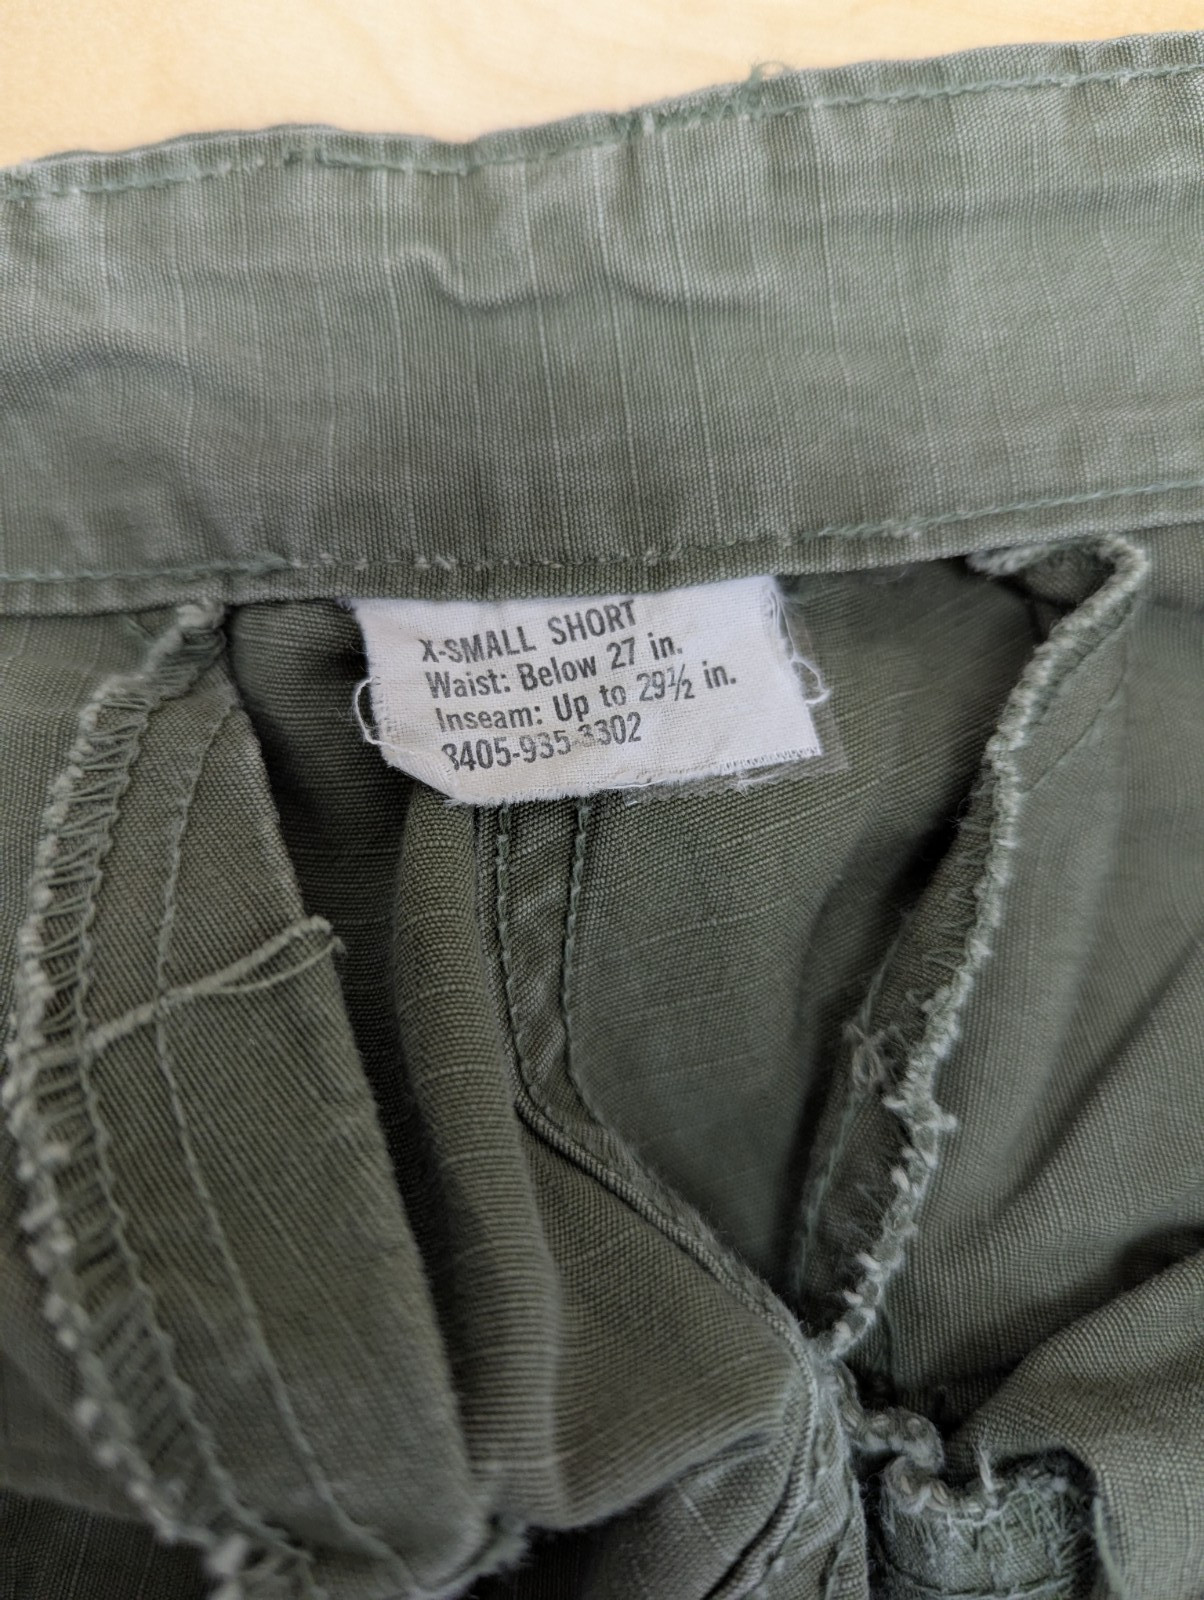 X-SMALL SHORT
Waist: Below 27 in.
Inseam: Up to 29½ in.
8405-935-3302